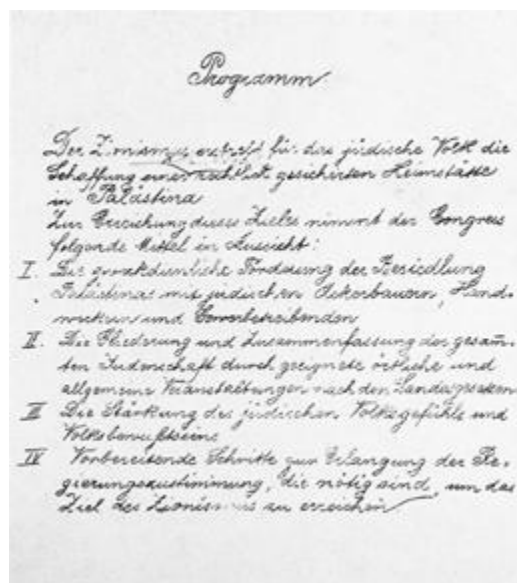 Programm
Der Zionismus erstrebt für das jüdische Volk die
Schaffung einer rechtlich gesicherten Heimstätte
in Palästina
Zur Erreichung dieses Zieles nimmt der Congress
folgende Mittel in Aussicht:
I. Die zweckdienliche Förderung der Besiedlung
Palästinas mit jüdischen Ackerbauern, Hand-
werkern und Gewerbetreibenden
II. Die Gliederung und Zusammenfassung der gesam̄-
ten Judenschaft durch geeignete örtliche und
allgemeine Veranstaltungen nach den Landesgesetzen
III Die Stärkung des jüdischen Volksgefühls und
Volksbewußtseins
IV Vorbereitende Schritte zur Erlangung der Re-
gierungszustimmung, die nötig sind, um das
Ziel des Zionismus zu erreichen